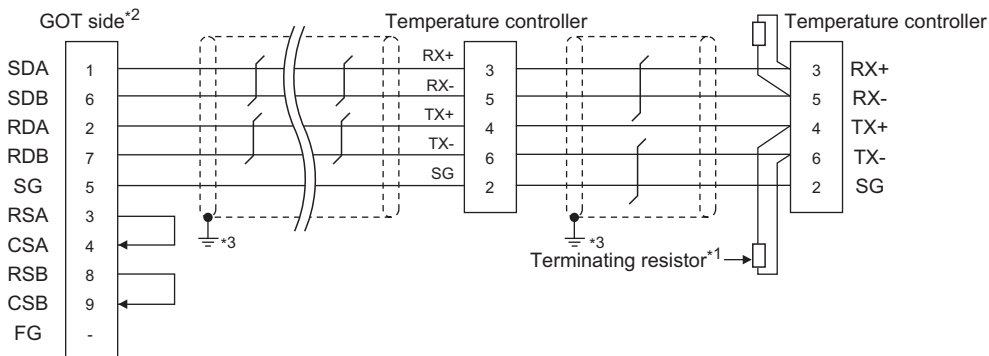 GOT side*2 Temperature controller Temperature controller
SDA 1 RX+ 3 3 RX+
SDB 6 RX- 5 5 RX-
RDA 2 TX+ 4 4 TX+
RDB 7 TX- 6 6 TX-
SG 5 SG 2 2 SG
RSA 3
CSA 4 *3 *3
Terminating resistor*1
RSB 8
CSB 9
FG -